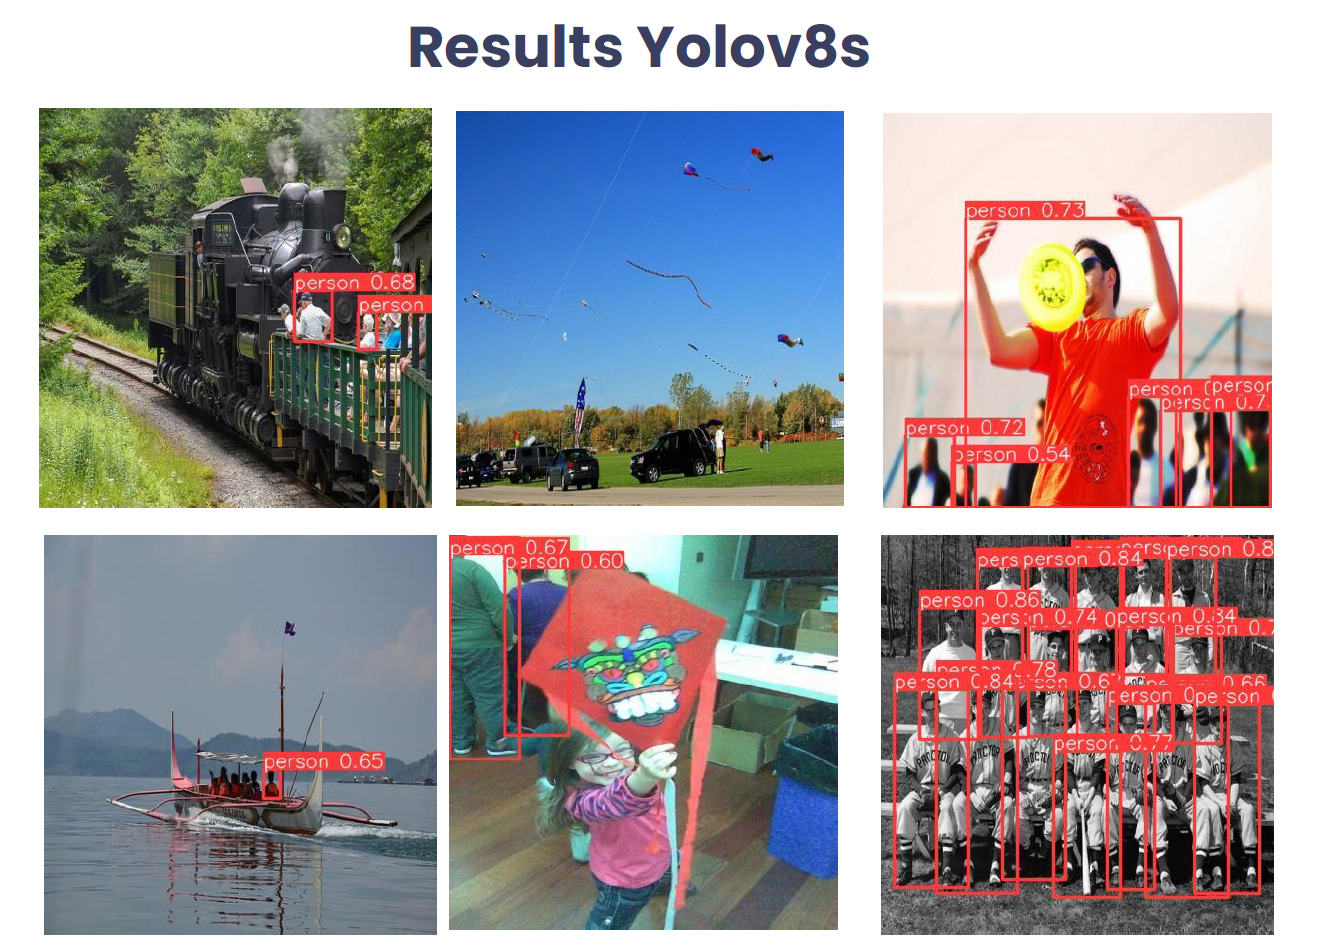 Results Yolov8s
person 0.68
person
person 0.73
person
person
person 0.7
person 0.72
person 0.54
person 0.65
person 0.67
person 0.60
person 0.8
pers
person 0.84
person 0.86
person 0.74
person 0.84
person 0.7
person 0.78
person 0.84
0.66
person 0
person
person 0.77
PROCTOR